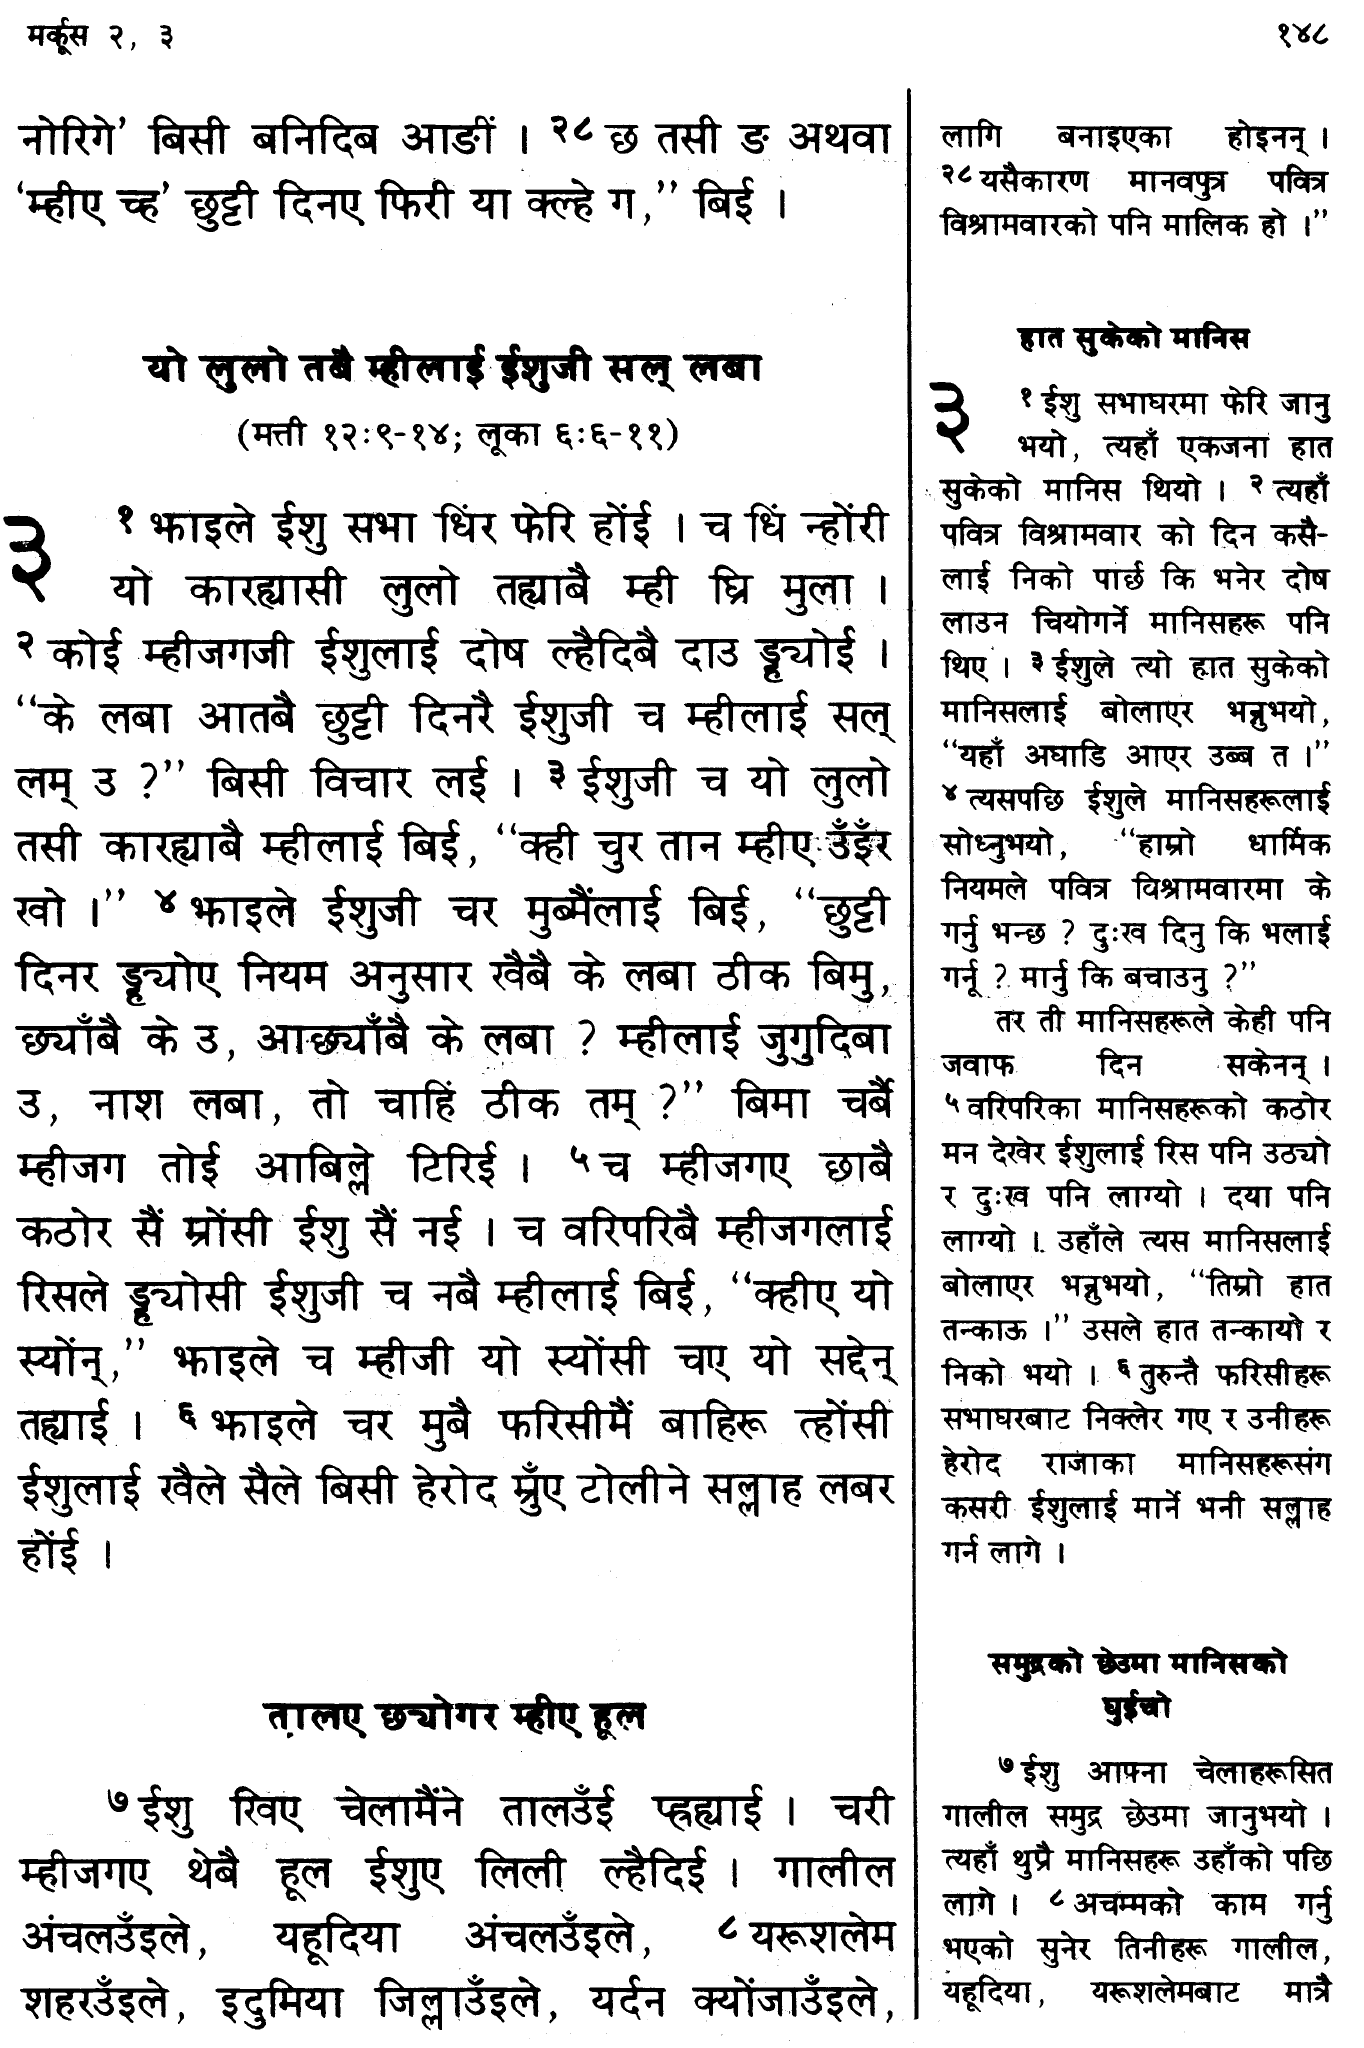 मर्कूस २, ३
१४८
नोरिगे’ बिसी बनिदिब आङीं । २८ छ तसी ङ अथवा
‘म्हीए च्ह’ छुट्टी दिनए फिरी या क्ल्हे ग,” बिई ।
यो लुलो तबै म्हीलाई ईशुजी सल् लबा
(मत्ती १२ः९-१४; लूका ६ः६-११)
३ १ झाइले ईशु सभा धिंर फेरि होंई । च धिं न्होंरी
यो कारह्यासी लुलो तह्याबै म्ही घ्रि मुला ।
२ कोई म्हीजगजी ईशुलाई दोष ल्हैदिबै दाउ ड्ह्योई ।
“के लबा आतबै छुट्टी दिनरै ईशुजी च म्हीलाई सल्
लम् उ ?” बिसी विचार लई । ३ ईशुजी च यो लुलो
तसी कारह्याबै म्हीलाई बिई, “क्ही चुर तान म्हीए उँइँर
खो ।” ४ झाइले ईशुजी चर मुब्मैंलाई बिई, “छुट्टी
दिनर ड्ह्योए नियम अनुसार खैबै के लबा ठीक बिमु,
छ्याँबै के उ, आछ्याँबै के लबा ? म्हीलाई जुगुदिबा
उ, नाश लबा, तो चाहिं ठीक तम् ?” बिमा चर्बै
म्हीजग तोई आबिल्ले टिरिई । ५ च म्हीजगए छाबै
कठोर सैं म्रोंसी ईशु सैं नई । च वरिपरिबै म्हीजगलाई
रिसले ड्ह्योसी ईशुजी च नबै म्हीलाई बिई, “क्हीए यो
स्योंन्,” झाइले च म्हीजी यो स्योंसी चए यो सद्देन्
तह्याई । ६ झाइले चर मुबै फरिसीमैं बाहिरू त्होंसी
ईशुलाई खैले सैले बिसी हेरोद म्रुँए टोलीने सल्लाह लबर
होंई ।
तालए छ्योगर म्हीए हूल
७ ईशु खिए चेलामैंने तालउँई प्ह्रह्याई । चरी
म्हीजगए थेबै हूल ईशुए लिली ल्हैदिई । गालील
अंचलउँइले, यहूदिया अंचलउँइले, ८ यरूशलेम
शहरउँइले, इदुमिया जिल्लाउँइले, यर्दन क्योंजाउँइले,
लागि बनाइएका होइनन् ।
२८ यसैकारण मानवपुत्र पवित्र
विश्रामवारको पनि मालिक हो ।”
हात सुकेको मानिस
३ १ ईशु सभाघरमा फेरि जानु
भयो, त्यहाँ एकजना हात
सुकेको मानिस थियो । २ त्यहाँ
पवित्र विश्रामवार को दिन कसै-
लाई निको पार्छ कि भनेर दोष
लाउन चियोगर्ने मानिसहरू पनि
थिए । ३ ईशुले त्यो हात सुकेको
मानिसलाई बोलाएर भन्नुभयो,
“यहाँ अघाडि आएर उब्ब त ।”
४ त्यसपछि ईशुले मानिसहरूलाई
सोध्नुभयो, “हाम्रो धार्मिक
नियमले पवित्र विश्रामवारमा के
गर्नु भन्छ ? दुःख दिनु कि भलाई
गर्नू ? मार्नु कि बचाउनु ?”
तर ती मानिसहरूले केही पनि
जवाफ दिन सकेनन् ।
५ वरिपरिका मानिसहरूको कठोर
मन देखेर ईशुलाई रिस पनि उठ्यो
र दुःख पनि लाग्यो । दया पनि
लाग्यो । उहाँले त्यस मानिसलाई
बोलाएर भन्नुभयो, “तिम्रो हात
तन्काऊ ।” उसले हात तन्कायो र
निको भयो । ६ तुरुन्तै फरिसीहरू
सभाघरबाट निक्लेर गए र उनीहरू
हेरोद राजाका मानिसहरूसंग
कसरी ईशुलाई मार्ने भनी सल्लाह
गर्न लागे ।
समुद्रको छेउमा मानिसको
घुईचो
७ ईशु आफ्ना चेलाहरूसित
गालील समुद्र छेउमा जानुभयो ।
त्यहाँ थुप्रै मानिसहरू उहाँको पछि
लागे । ८ अचम्मको काम गर्नु
भएको सुनेर तिनीहरू गालील,
यहूदिया, यरूशलेमबाट मात्रै